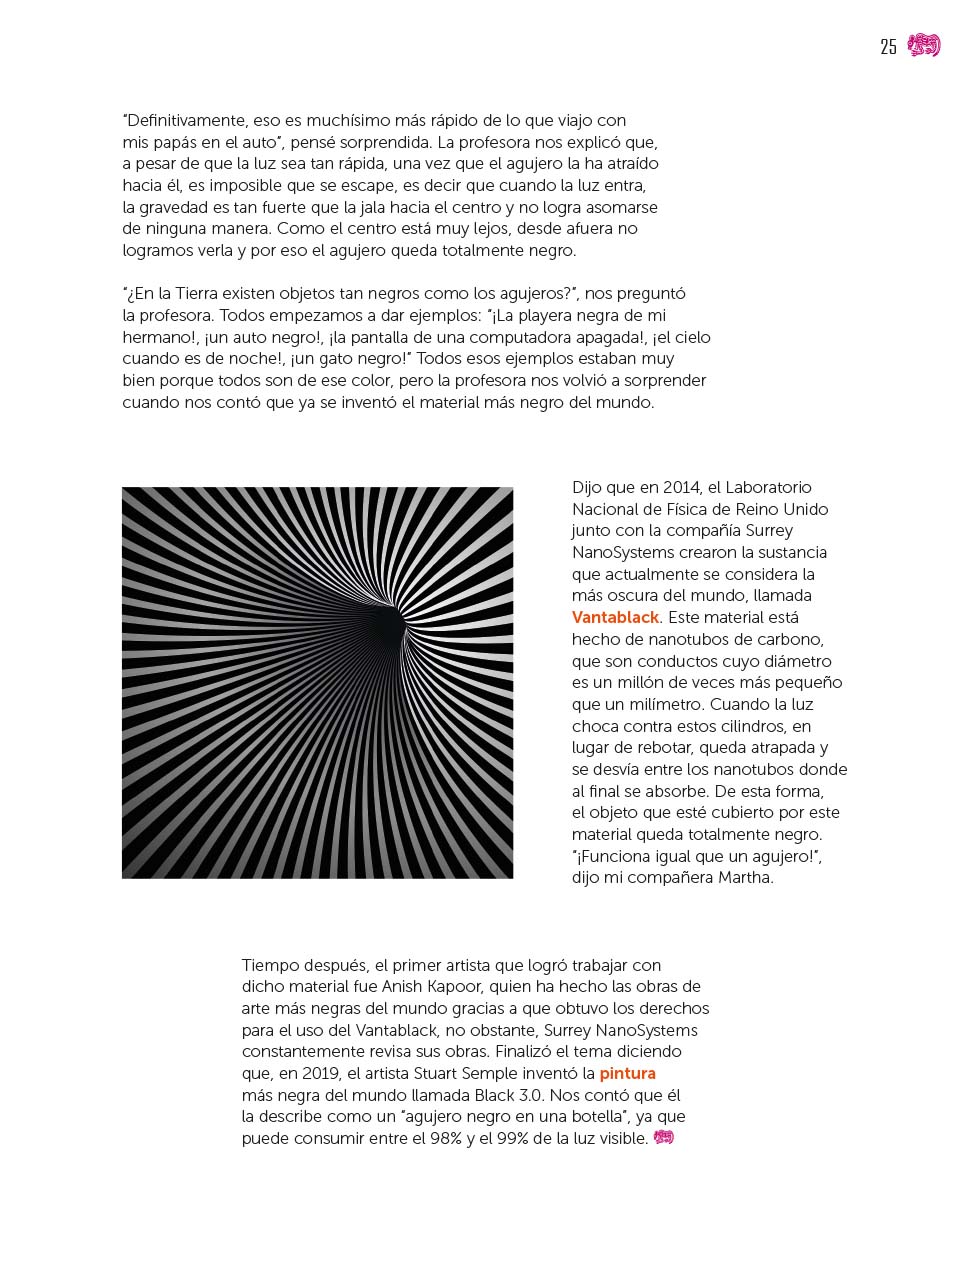 25
“Definitivamente, eso es muchísimo más rápido de lo que viajo con
mis papás en el auto”, pensé sorprendida. La profesora nos explicó que,
a pesar de que la luz sea tan rápida, una vez que el agujero la ha atraído
hacia él, es imposible que se escape, es decir que cuando la luz entra,
la gravedad es tan fuerte que la jala hacia el centro y no logra asomarse
de ninguna manera. Como el centro está muy lejos, desde afuera no
logramos verla y por eso el agujero queda totalmente negro.
“¿En la Tierra existen objetos tan negros como los agujeros?”, nos preguntó
la profesora. Todos empezamos a dar ejemplos: “¡La playera negra de mi
hermano!, ¡un auto negro!, ¡la pantalla de una computadora apagada!, ¡el cielo
cuando es de noche!, ¡un gato negro!” Todos esos ejemplos estaban muy
bien porque todos son de ese color, pero la profesora nos volvió a sorprender
cuando nos contó que ya se inventó el material más negro del mundo.
Dijo que en 2014, el Laboratorio
Nacional de Física de Reino Unido
junto con la compañía Surrey
NanoSystems crearon la sustancia
que actualmente se considera la
más oscura del mundo, llamada
Vantablack. Este material está
hecho de nanotubos de carbono,
que son conductos cuyo diámetro
es un millón de veces más pequeño
que un milímetro. Cuando la luz
choca contra estos cilindros, en
lugar de rebotar, queda atrapada y
se desvía entre los nanotubos donde
al final se absorbe. De esta forma,
el objeto que esté cubierto por este
material queda totalmente negro.
“¡Funciona igual que un agujero!”,
dijo mi compañera Martha.
Tiempo después, el primer artista que logró trabajar con
dicho material fue Anish Kapoor, quien ha hecho las obras de
arte más negras del mundo gracias a que obtuvo los derechos
para el uso del Vantablack, no obstante, Surrey NanoSystems
constantemente revisa sus obras. Finalizó el tema diciendo
que, en 2019, el artista Stuart Semple inventó la pintura
más negra del mundo llamada Black 3.0. Nos contó que él
la describe como un “agujero negro en una botella”, ya que
puede consumir entre el 98% y el 99% de la luz visible.